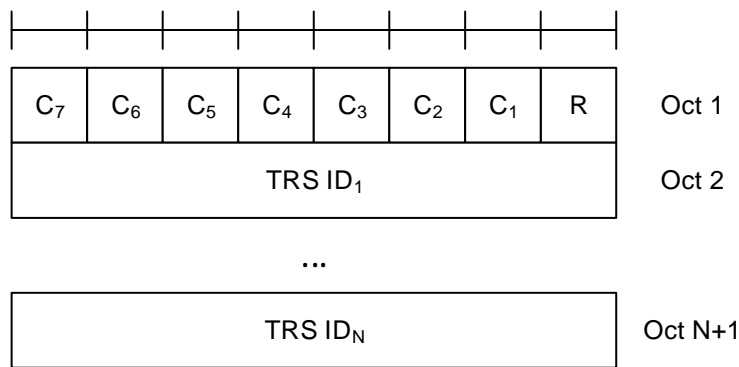 C₇ C₆ C₅ C₄ C₃ C₂ C₁ R Oct 1
TRS ID₁ Oct 2
...
TRS IDN Oct N+1